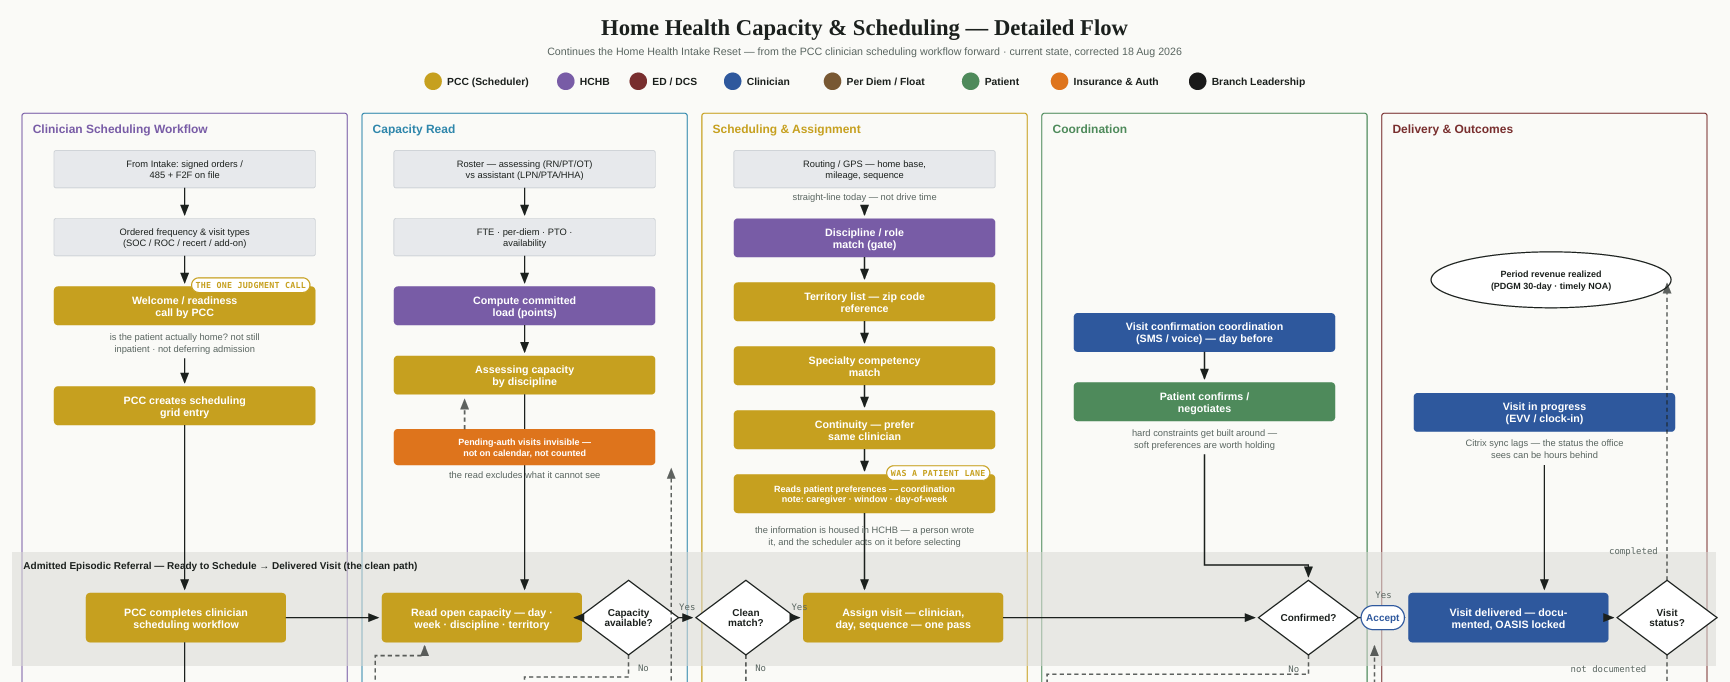 Home Health Capacity & Scheduling — Detailed Flow
Continues the Home Health Intake Reset — from the PCC clinician scheduling workflow forward · current state, corrected 18 Aug 2026
PCC (Scheduler)
HCHB
ED / DCS
Clinician
Per Diem / Float
Patient
Insurance & Auth
Branch Leadership
Clinician Scheduling Workflow
From Intake: signed orders /
485 + F2F on file
Ordered frequency & visit types
(SOC / ROC / recert / add-on)
THE ONE JUDGMENT CALL
Welcome / readiness
call by PCC
is the patient actually home? not still
inpatient · not deferring admission
PCC creates scheduling
grid entry
Capacity Read
Roster — assessing (RN/PT/OT)
vs assistant (LPN/PTA/HHA)
FTE · per-diem · PTO ·
availability
Compute committed
load (points)
Assessing capacity
by discipline
Pending-auth visits invisible —
not on calendar, not counted
the read excludes what it cannot see
Scheduling & Assignment
Routing / GPS — home base,
mileage, sequence
straight-line today — not drive time
Discipline / role
match (gate)
Territory list — zip code
reference
Specialty competency
match
Continuity — prefer
same clinician
WAS A PATIENT LANE
Reads patient preferences — coordination
note: caregiver · window · day-of-week
the information is housed in HCHB — a person wrote
it, and the scheduler acts on it before selecting
Coordination
Visit confirmation coordination
(SMS / voice) — day before
Patient confirms /
negotiates
hard constraints get built around —
soft preferences are worth holding
Delivery & Outcomes
Period revenue realized
(PDGM 30-day · timely NOA)
Visit in progress
(EVV / clock-in)
Citrix sync lags — the status the office
sees can be hours behind
completed
Admitted Episodic Referral — Ready to Schedule → Delivered Visit (the clean path)
PCC completes clinician
scheduling workflow
Read open capacity — day ·
week · discipline · territory
Capacity
available?
Yes
No
Clean
match?
Yes
No
Assign visit — clinician,
day, sequence — one pass
Confirmed?
Yes
No
Accept
Visit delivered — docu-
mented, OASIS locked
Visit
status?
not documented